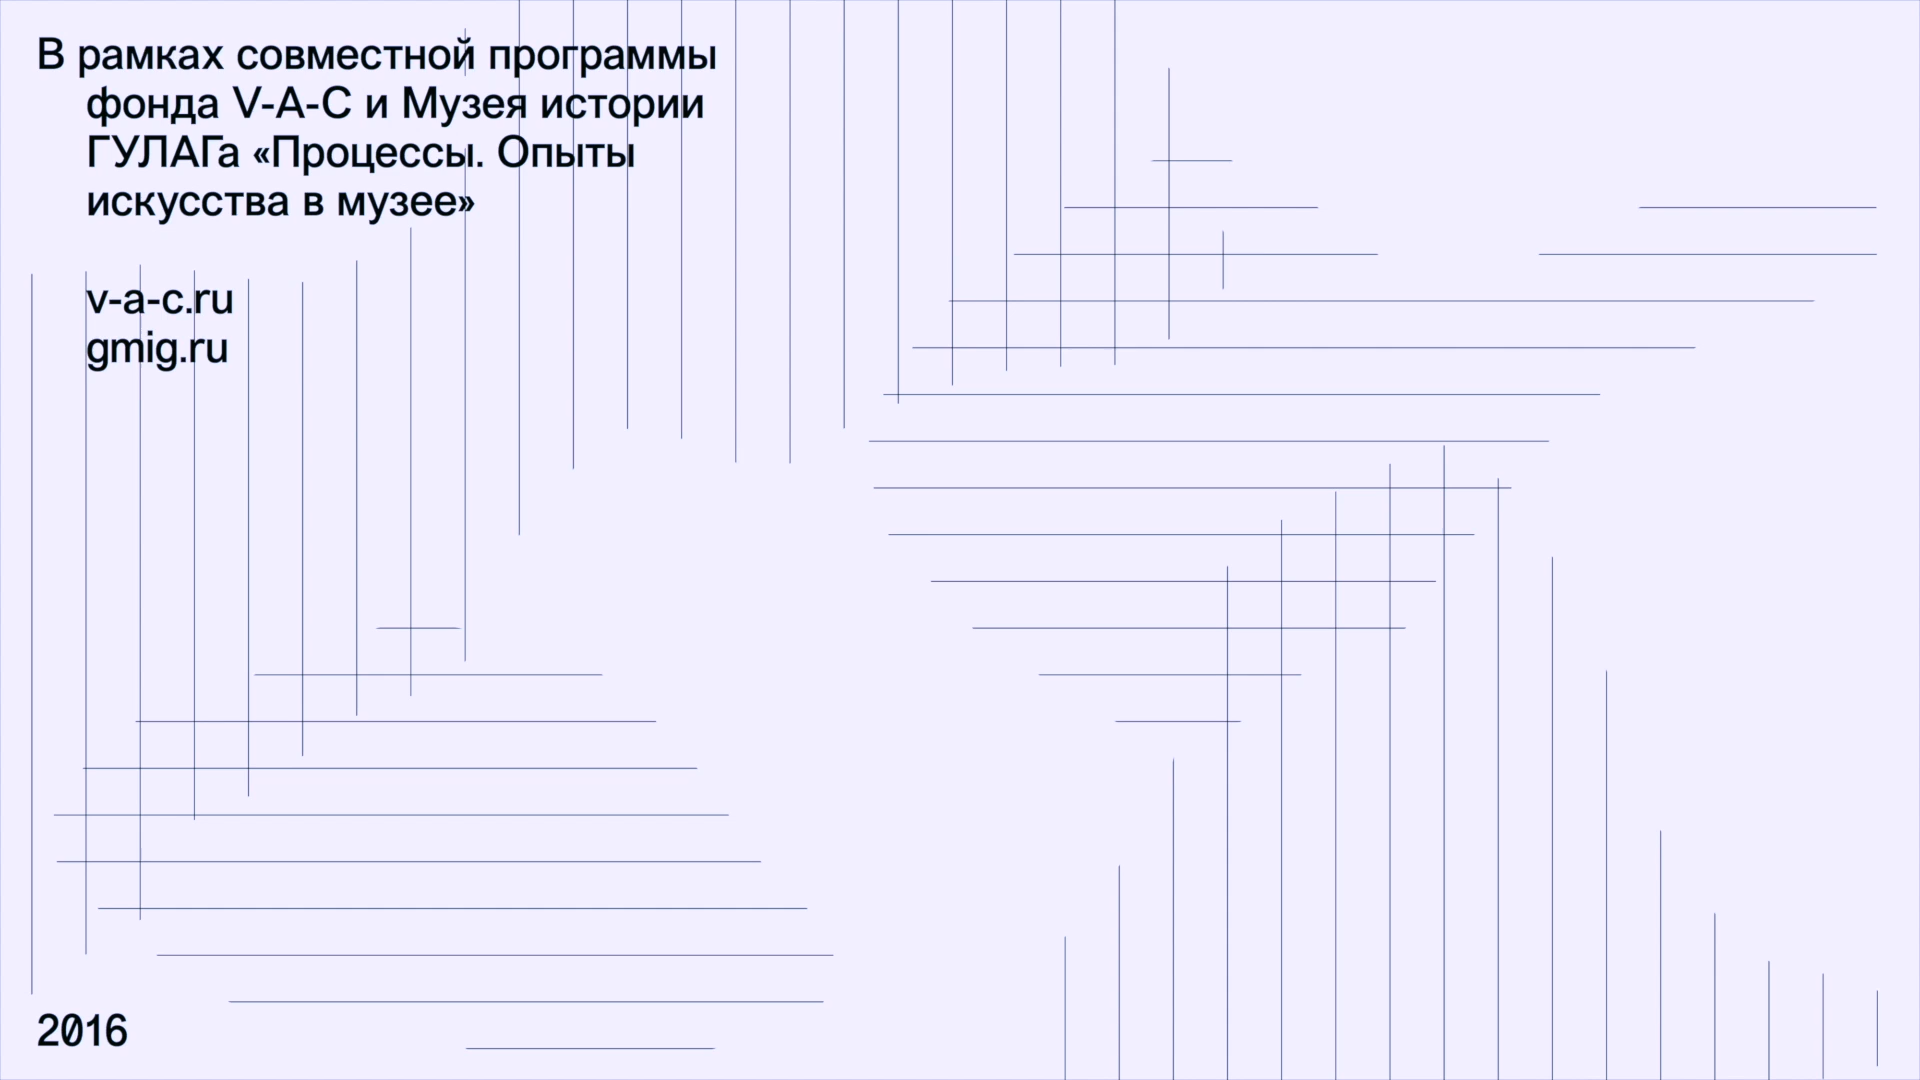 В рамках совместной программы
фонда V-A-C и Музея истории
ГУЛАГа «Процессы. Опыты
искусства в музее»
v-a-c.ru
gmig.ru
2016